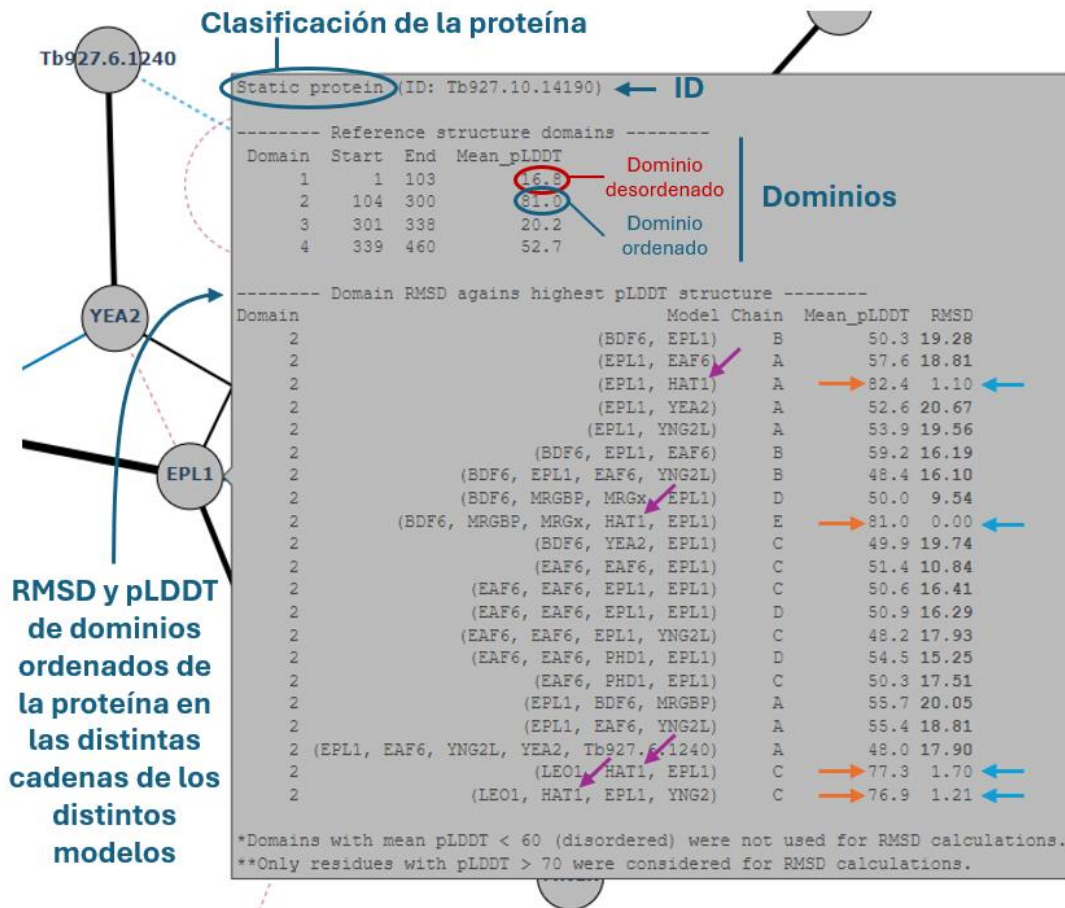 Clasificación de la proteína
Tb927.6.1240
Static protein (ID: Tb927.10.14190)
ID
-------- Reference structure domains --------
Domain Start End Mean_pLDDT
1 1 103 16.8
2 104 300 81.0
3 301 338 20.2
4 339 460 52.7
Dominio
desordenado
Dominio
ordenado
Dominios
-------- Domain RMSD agains highest pLDDT structure --------
Domain Model Chain Mean_pLDDT RMSD
2 (BDF6, EPL1) B 50.3 19.28
2 (EPL1, EAF6) A 57.6 18.81
2 (EPL1, HAT1) A 82.4 1.10
2 (EPL1, YEA2) A 52.6 20.67
2 (EPL1, YNG2L) A 53.9 19.56
2 (BDF6, EPL1, EAF6) B 59.2 16.19
2 (BDF6, EPL1, EAF6, YNG2L) B 48.4 16.10
2 (BDF6, MRGBP, MRGx, EPL1) D 50.0 9.54
2 (BDF6, MRGBP, MRGx, HAT1, EPL1) E 81.0 0.00
2 (BDF6, YEA2, EPL1) C 49.9 19.74
2 (EAF6, EAF6, EPL1) C 51.4 10.84
2 (EAF6, EAF6, EPL1, EPL1) C 50.6 16.41
2 (EAF6, EAF6, EPL1, EPL1) D 50.9 16.29
2 (EAF6, EAF6, EPL1, YNG2L) C 48.2 17.93
2 (EAF6, EAF6, PHD1, EPL1) D 54.5 15.25
2 (EAF6, PHD1, EPL1) C 50.3 17.51
2 (EPL1, BDF6, MRGBP) A 55.7 20.05
2 (EPL1, EAF6, YNG2L) A 55.4 18.81
2 (EPL1, EAF6, YNG2L, YEA2, Tb927.6.1240) A 48.0 17.90
2 (LEO1, HAT1, EPL1) C 77.3 1.70
2 (LEO1, HAT1, EPL1, YNG2) C 76.9 1.21
*Domains with mean pLDDT < 60 (disordered) were not used for RMSD calculations.
**Only residues with pLDDT > 70 were considered for RMSD calculations.
YEA2
EPL1
RMSD y pLDDT
de dominios
ordenados de
la proteína en
las distintas
cadenas de los
distintos
modelos